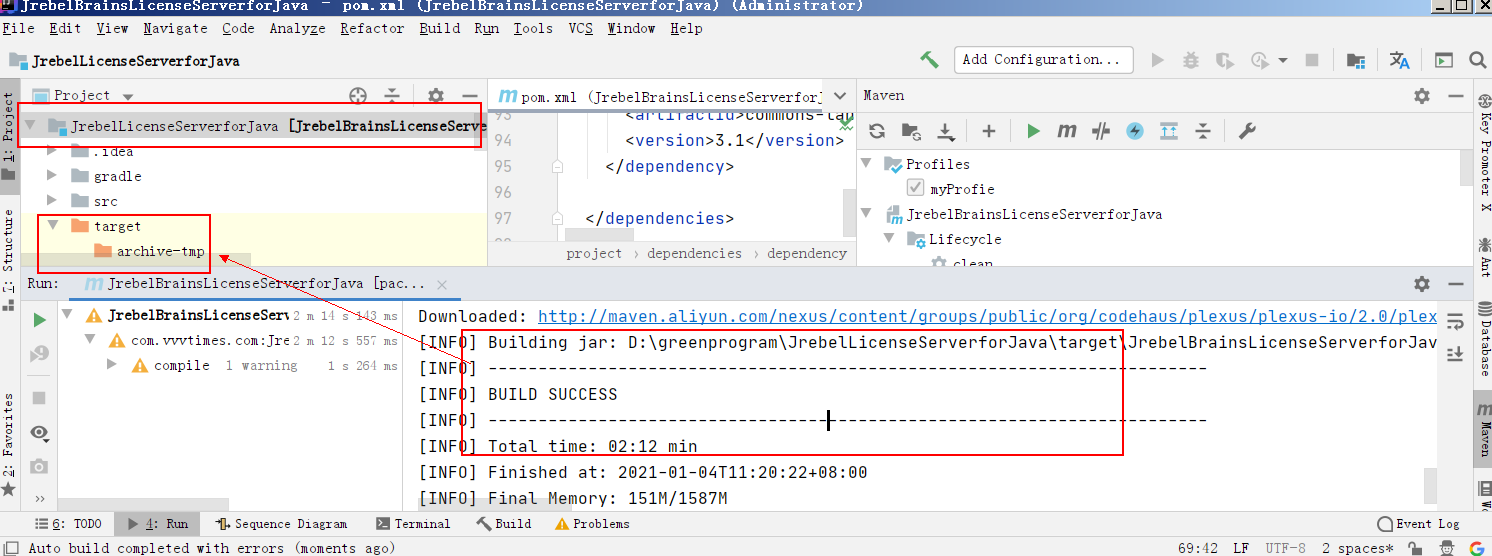 JrebelBrainsLicenseServerforJava - pom.xml (JrebelBrainsLicenseServerforJava) (Administrator)
File Edit View Navigate Code Analyze Refactor Build Run Tools VCS Window Help
JrebelLicenseServerforJava
Add Configuration...
1: Project
Z: Structure
2: Favorites
Project
JrebelLicenseServerforJava [JrebelBrainsLicenseServe
.idea
gradle
src
target
archive-tmp
pom.xml (JrebelBrainsLicenseServerforJ
93 <artifactId>commons-lan
94 <version>3.1</version>
95 </dependency>
96
97 </dependencies>
project › dependencies › dependency
Maven
Profiles
myProfie
JrebelBrainsLicenseServerforJava
Lifecycle
clean
Key Promoter X
Ant
Database
Maven
Run: JrebelBrainsLicenseServerforJava [pac...
JrebelBrainsLicenseServ 2 m 14 s 143 ms
com.vvvtimes.com:Jre 2 m 12 s 557 ms
compile 1 warning 1 s 264 ms
Downloaded: http://maven.aliyun.com/nexus/content/groups/public/org/codehaus/plexus/plexus-io/2.0/plex
[INFO] Building jar: D:\greenprogram\JrebelLicenseServerforJava\target\JrebelBrainsLicenseServerforJav
[INFO] ------------------------------------------------------------------------
[INFO] BUILD SUCCESS
[INFO] ------------------------------------------------------------------------
[INFO] Total time: 02:12 min
[INFO] Finished at: 2021-01-04T11:20:22+08:00
[INFO] Final Memory: 151M/1587M
6: TODO 4: Run Sequence Diagram Terminal Build Problems Event Log
Auto build completed with errors (moments ago) 69:42 LF UTF-8 2 spaces*